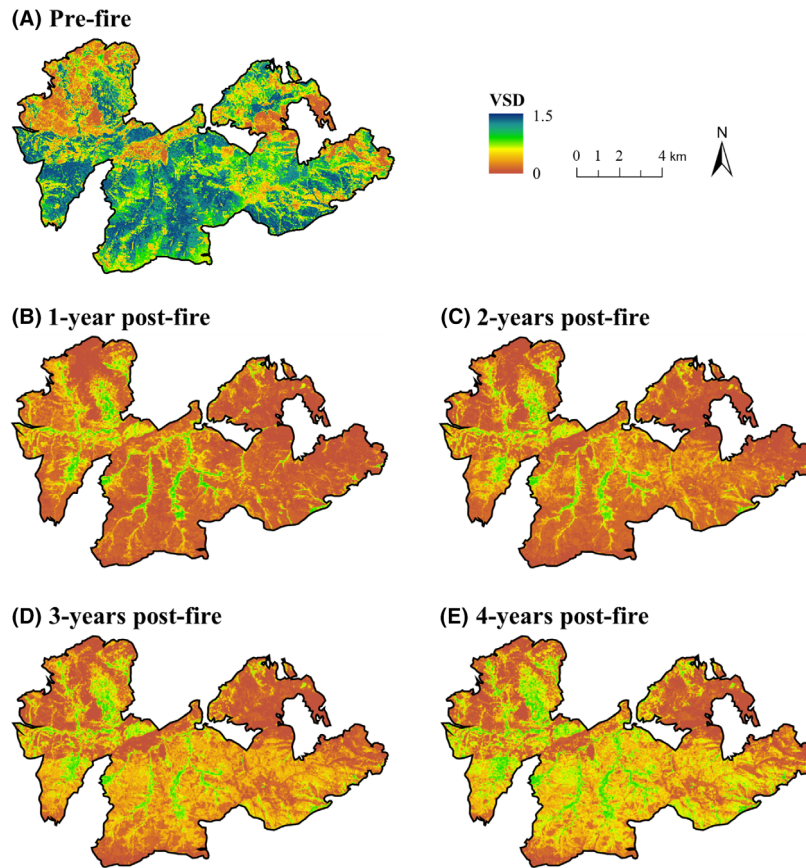 (A) Pre-fire
VSD
1.5
0
0 1 2 4 km
N
(B) 1-year post-fire
(C) 2-years post-fire
(D) 3-years post-fire
(E) 4-years post-fire